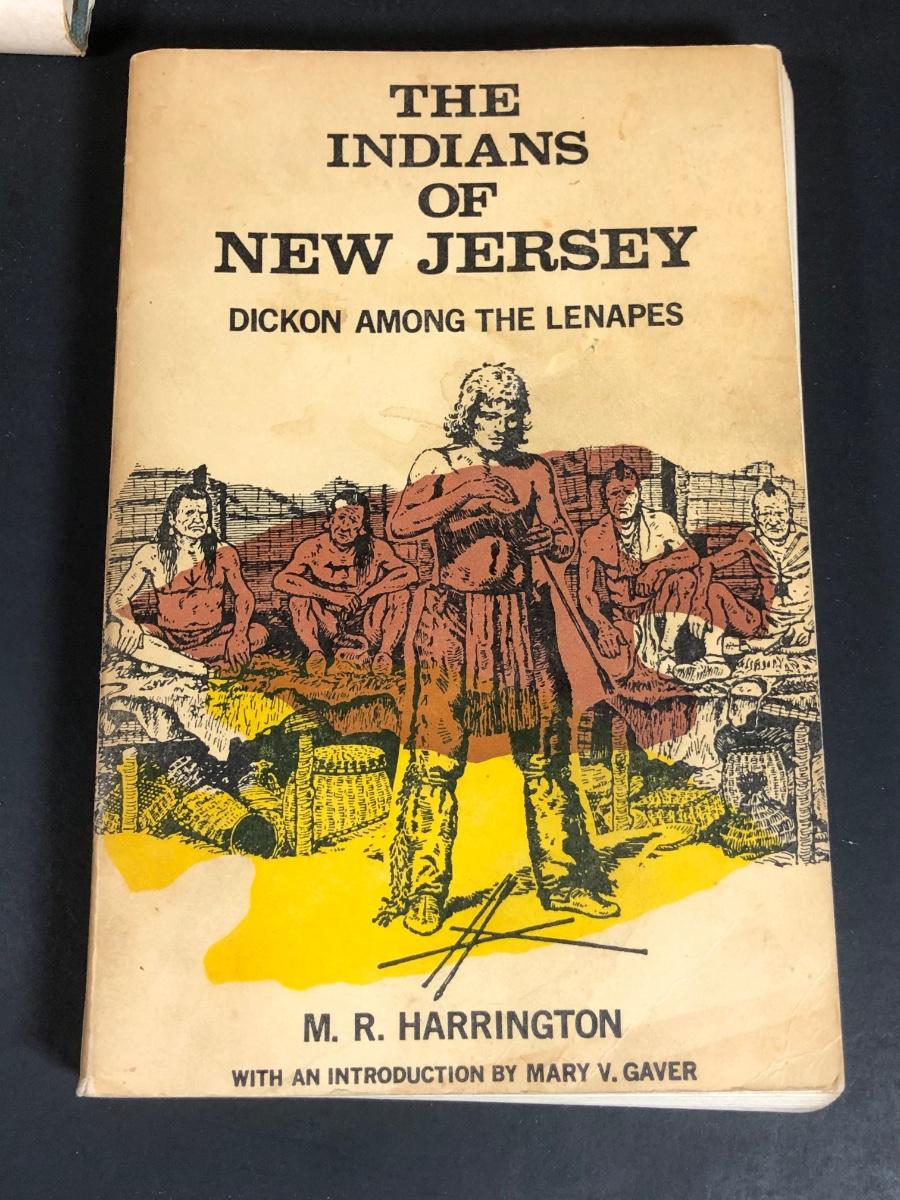 THE
INDIANS
OF
NEW JERSEY
DICKON AMONG THE LENAPES
M. R. HARRINGTON
WITH AN INTRODUCTION BY MARY V. GAVER